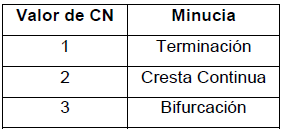 Valor de CN Minucia
1 Terminación
2 Cresta Continua
3 Bifurcación